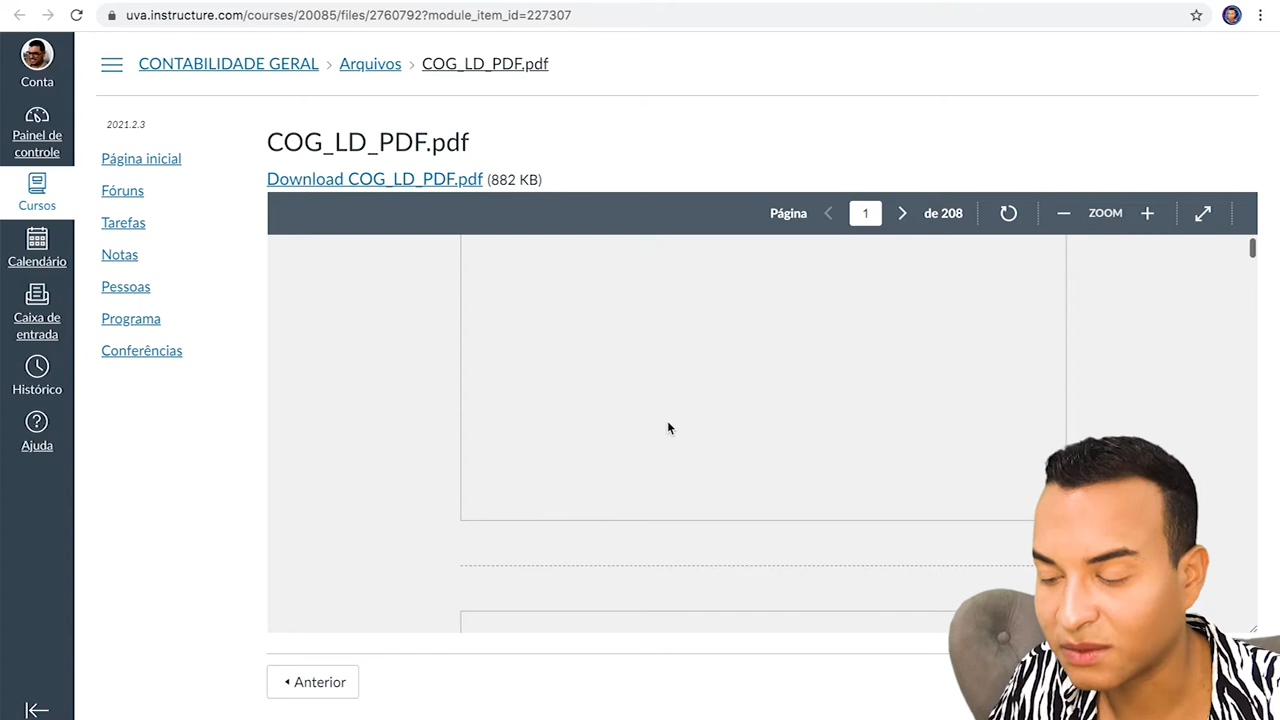 uva.instructure.com/courses/20085/files/2760792?module_item_id=227307
Conta
Painel de
controle
Cursos
Calendário
Caixa de
entrada
Histórico
Ajuda
CONTABILIDADE GERAL › Arquivos › COG_LD_PDF.pdf
2021.2.3
Página inicial
Fóruns
Tarefas
Notas
Pessoas
Programa
Conferências
COG_LD_PDF.pdf
Download COG_LD_PDF.pdf (882 KB)
Página 1 de 208 ZOOM
Anterior